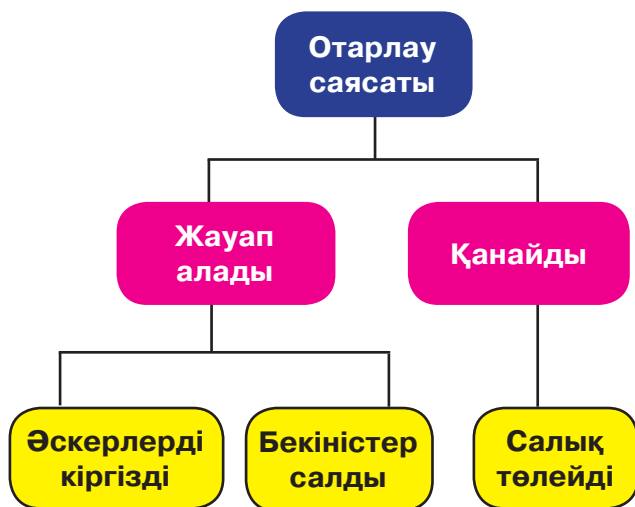 Отарлау
саясаты
Жауап
алады
Қанайды
Әскерлерді
кіргізді
Бекіністер
салды
Салық
төлейді